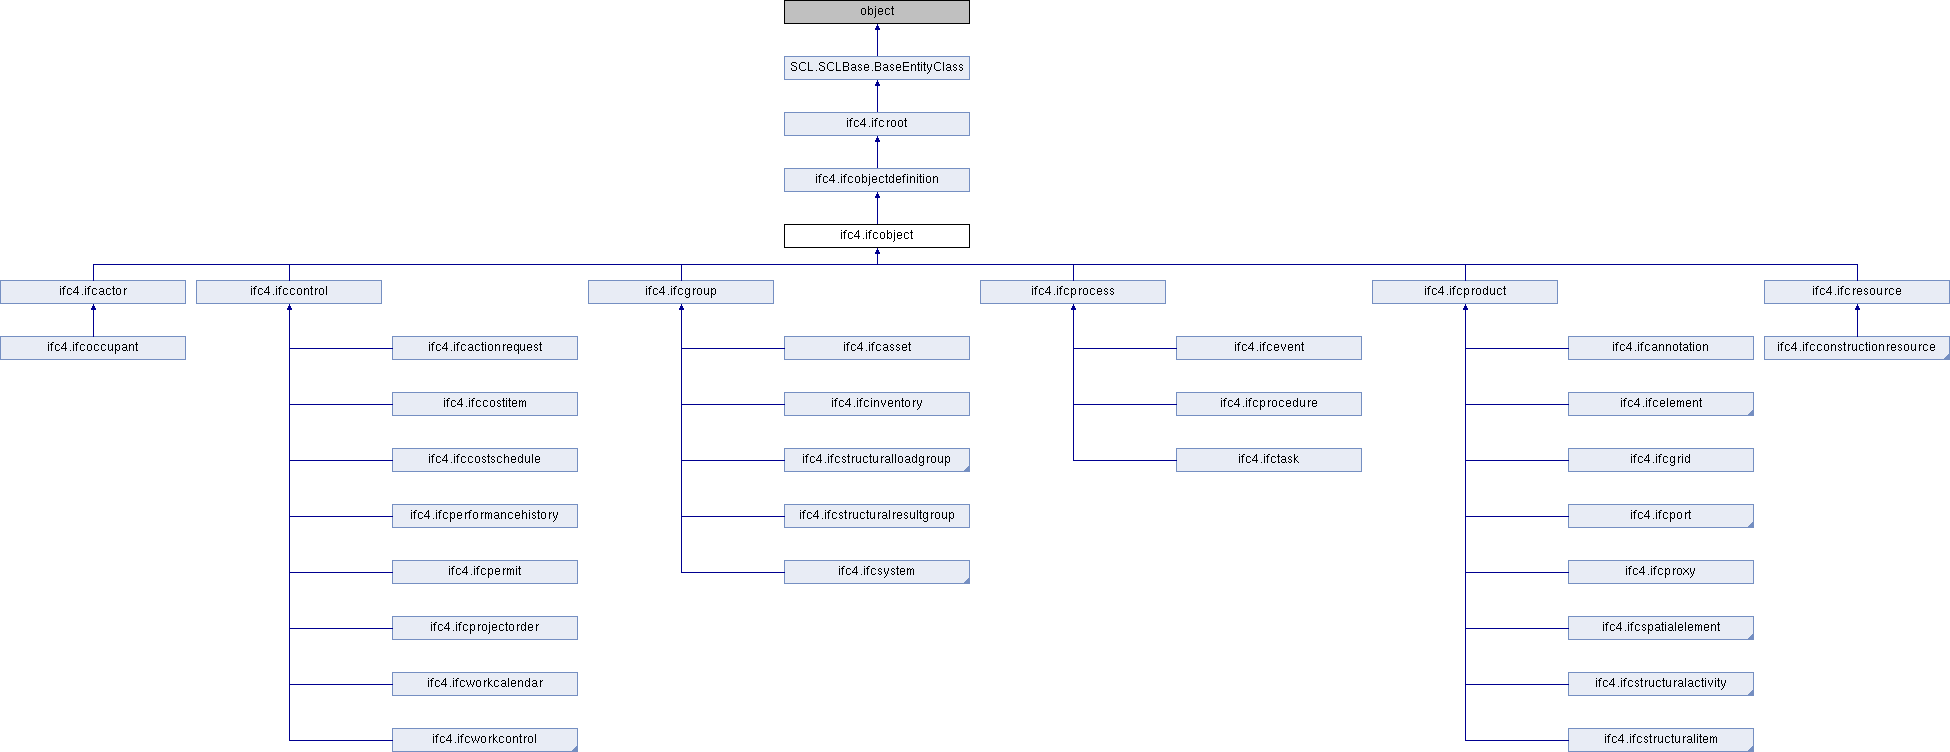 object
SCL.SCLBase.BaseEntityClass
ifc4.ifcroot
ifc4.ifcobjectdefinition
ifc4.ifcobject
ifc4.ifcactor
ifc4.ifccontrol
ifc4.ifcgroup
ifc4.ifcprocess
ifc4.ifcproduct
ifc4.ifcresource
ifc4.ifcoccupant
ifc4.ifcactionrequest
ifc4.ifcasset
ifc4.ifcevent
ifc4.ifcannotation
ifc4.ifcconstructionresource
ifc4.ifccostitem
ifc4.ifcinventory
ifc4.ifcprocedure
ifc4.ifcelement
ifc4.ifccostschedule
ifc4.ifcstructuralloadgroup
ifc4.ifctask
ifc4.ifcgrid
ifc4.ifcperformancehistory
ifc4.ifcstructuralresultgroup
ifc4.ifcport
ifc4.ifcpermit
ifc4.ifcsystem
ifc4.ifcproxy
ifc4.ifcprojectorder
ifc4.ifcspatialelement
ifc4.ifcworkcalendar
ifc4.ifcstructuralactivity
ifc4.ifcworkcontrol
ifc4.ifcstructuralitem